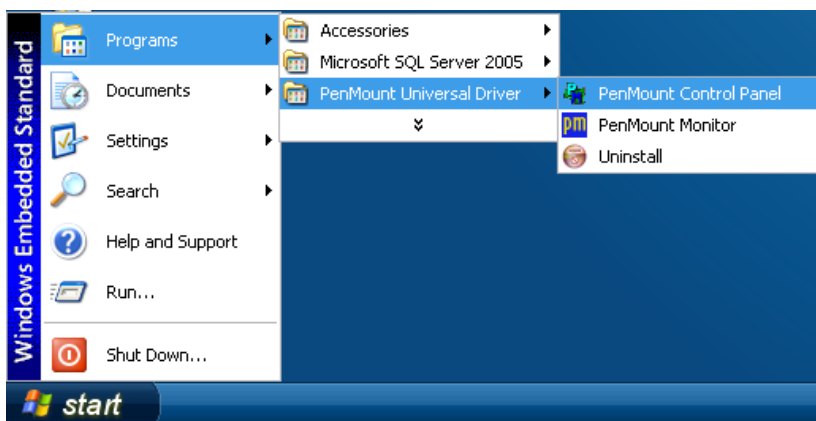 Windows Embedded Standard
Programs
Documents
Settings
Search
Help and Support
Run...
Shut Down...
Accessories
Microsoft SQL Server 2005
PenMount Universal Driver
PenMount Control Panel
pm PenMount Monitor
Uninstall
start